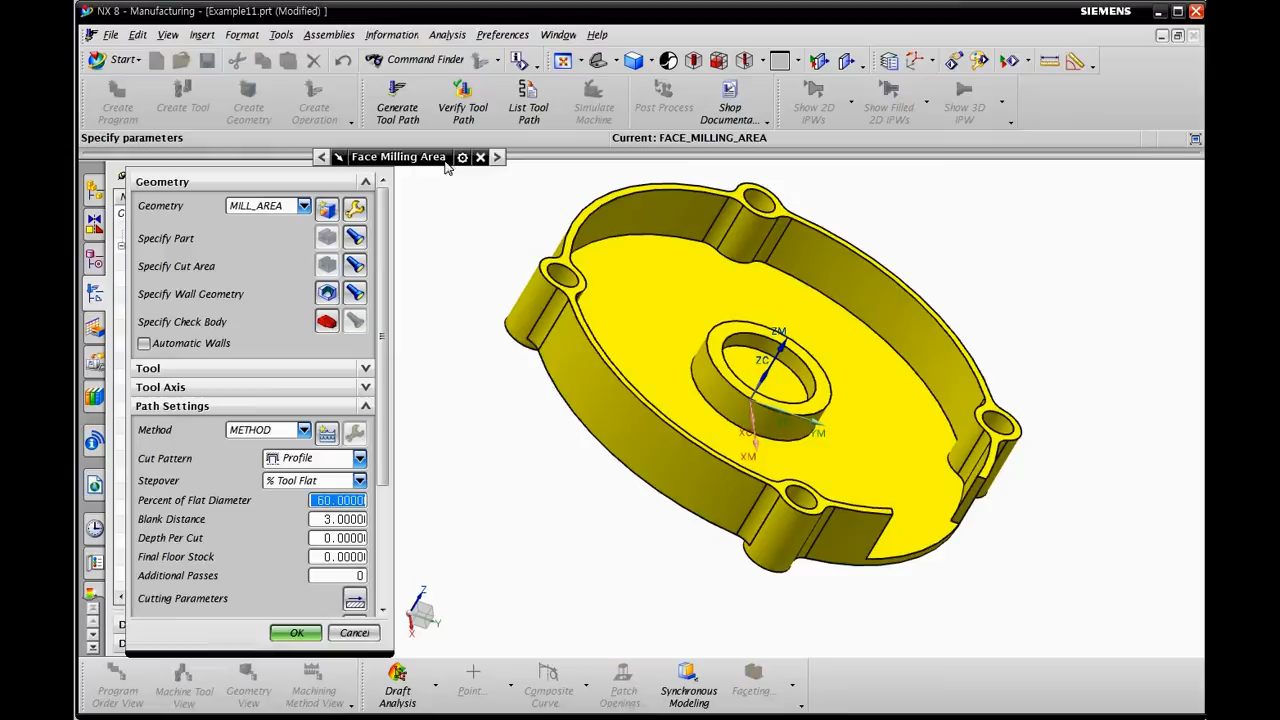 NX 8 - Manufacturing - [Example11.prt (Modified) ]
SIEMENS
File Edit View Insert Format Tools Assemblies Information Analysis Preferences Window Help
Start Command Finder
Create Program
Create Tool
Create Geometry
Create Operation
Generate Tool Path
Verify Tool Path
List Tool Path
Simulate Machine
Post Process
Shop Documenta...
Show 2D IPWs
Show Filled 2D IPWs
Show 3D IPW
Specify parameters
Current: FACE_MILLING_AREA
Face Milling Area
Geometry
Geometry MILL_AREA
Specify Part
Specify Cut Area
Specify Wall Geometry
Specify Check Body
Automatic Walls
Tool
Tool Axis
Path Settings
Method METHOD
Cut Pattern Profile
Stepover % Tool Flat
Percent of Flat Diameter 60.0000
Blank Distance 3.0000
Depth Per Cut 0.0000
Final Floor Stock 0.0000
Additional Passes 0
Cutting Parameters
OK Cancel
ZM
ZC
YM
XM
Z
Y
X
Program Order View
Machine Tool View
Geometry View
Machining Method View
Draft Analysis
Point...
Composite Curve...
Patch Openings...
Synchronous Modeling
Faceting...